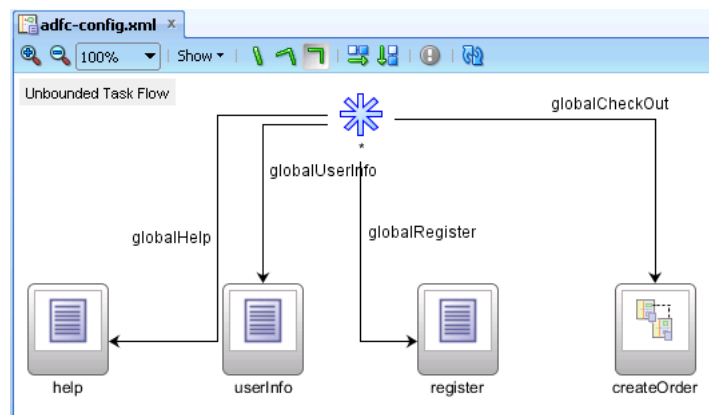 adfc-config.xml
100%
Show
Unbounded Task Flow
globalCheckOut
*
globalUserInfo
globalHelp
globalRegister
help
userInfo
register
createOrder